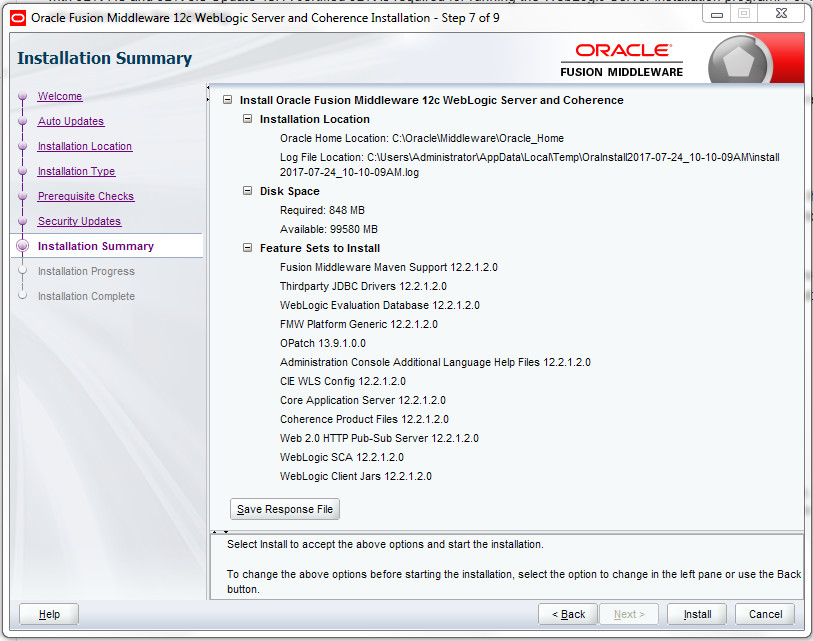 Oracle Fusion Middleware 12c WebLogic Server and Coherence Installation - Step 7 of 9
Installation Summary
ORACLE
FUSION MIDDLEWARE
Welcome
Auto Updates
Installation Location
Installation Type
Prerequisite Checks
Security Updates
Installation Summary
Installation Progress
Installation Complete
Install Oracle Fusion Middleware 12c WebLogic Server and Coherence
Installation Location
Oracle Home Location: C:\Oracle\Middleware\Oracle_Home
Log File Location: C:\Users\Administrator\AppData\Local\Temp\OraInstall2017-07-24_10-10-09AM\install
2017-07-24_10-10-09AM.log
Disk Space
Required: 848 MB
Available: 99580 MB
Feature Sets to Install
Fusion Middleware Maven Support 12.2.1.2.0
Thirdparty JDBC Drivers 12.2.1.2.0
WebLogic Evaluation Database 12.2.1.2.0
FMW Platform Generic 12.2.1.2.0
OPatch 13.9.1.0.0
Administration Console Additional Language Help Files 12.2.1.2.0
CIE WLS Config 12.2.1.2.0
Core Application Server 12.2.1.2.0
Coherence Product Files 12.2.1.2.0
Web 2.0 HTTP Pub-Sub Server 12.2.1.2.0
WebLogic SCA 12.2.1.2.0
WebLogic Client Jars 12.2.1.2.0
Save Response File
Select Install to accept the above options and start the installation.
To change the above options before starting the installation, select the option to change in the left pane or use the Back
button.
Help
< Back
Next >
Install
Cancel